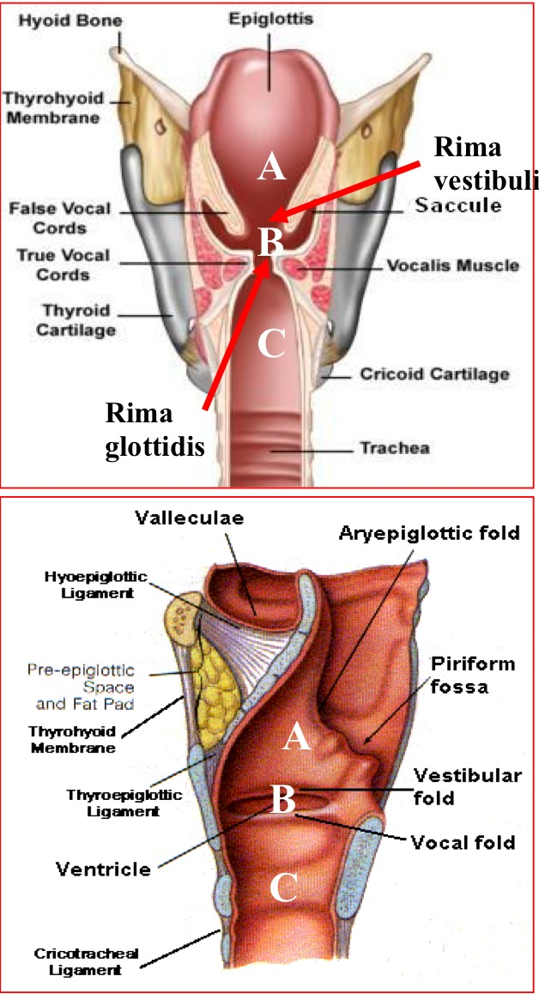 Hyoid Bone
Epiglottis
Thyrohyoid
Membrane
A
Rima
vestibuli
False Vocal
Cords
Saccule
B
True Vocal
Cords
Vocalis Muscle
Thyroid
Cartilage
C
Cricoid Cartilage
Rima
glottidis
Trachea
Valleculae
Aryepiglottic fold
Hyoepiglottic
Ligament
Pre-epiglottic
Space
and Fat Pad
Piriform
fossa
Thyrohyoid
Membrane
A
Thyroepiglottic
Ligament
Vestibular
fold
B
Vocal fold
Ventricle
C
Cricotracheal
Ligament